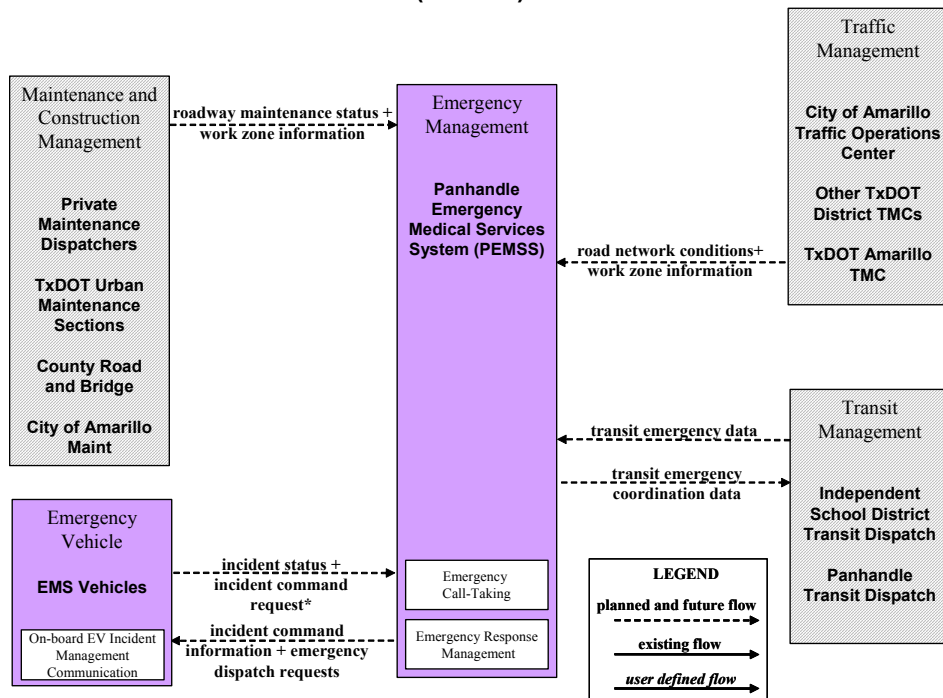 Maintenance and
Construction
Management
Private
Maintenance
Dispatchers
TxDOT Urban
Maintenance
Sections
County Road
and Bridge
City of Amarillo
Maint
roadway maintenance status +
work zone information
Emergency
Management
Panhandle
Emergency
Medical Services
System (PEMSS)
Traffic
Management
City of Amarillo
Traffic Operations
Center
Other TxDOT
District TMCs
TxDOT Amarillo
TMC
road network conditions+
work zone information
transit emergency data
transit emergency
coordination data
Transit
Management
Independent
School District
Transit Dispatch
Panhandle
Transit Dispatch
Emergency
Vehicle
EMS Vehicles
On-board EV Incident
Management
Communication
incident status +
incident command
request*
incident command
information + emergency
dispatch requests
Emergency
Call-Taking
Emergency Response
Management
LEGEND
planned and future flow
existing flow
user defined flow